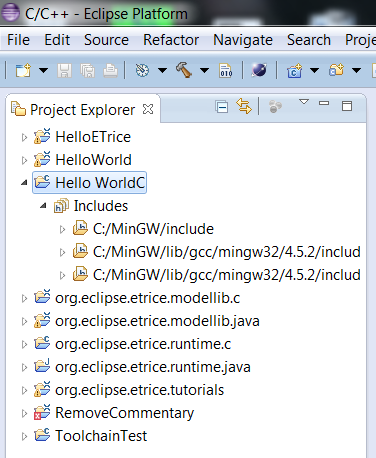 C/C++ - Eclipse Platform
File Edit Source Refactor Navigate Search Proje
010
Project Explorer
HelloETrice
HelloWorld
Hello WorldC
Includes
C:/MinGW/include
C:/MinGW/lib/gcc/mingw32/4.5.2/includ
C:/MinGW/lib/gcc/mingw32/4.5.2/includ
org.eclipse.etrice.modellib.c
org.eclipse.etrice.modellib.java
org.eclipse.etrice.runtime.c
org.eclipse.etrice.runtime.java
org.eclipse.etrice.tutorials
RemoveCommentary
ToolchainTest